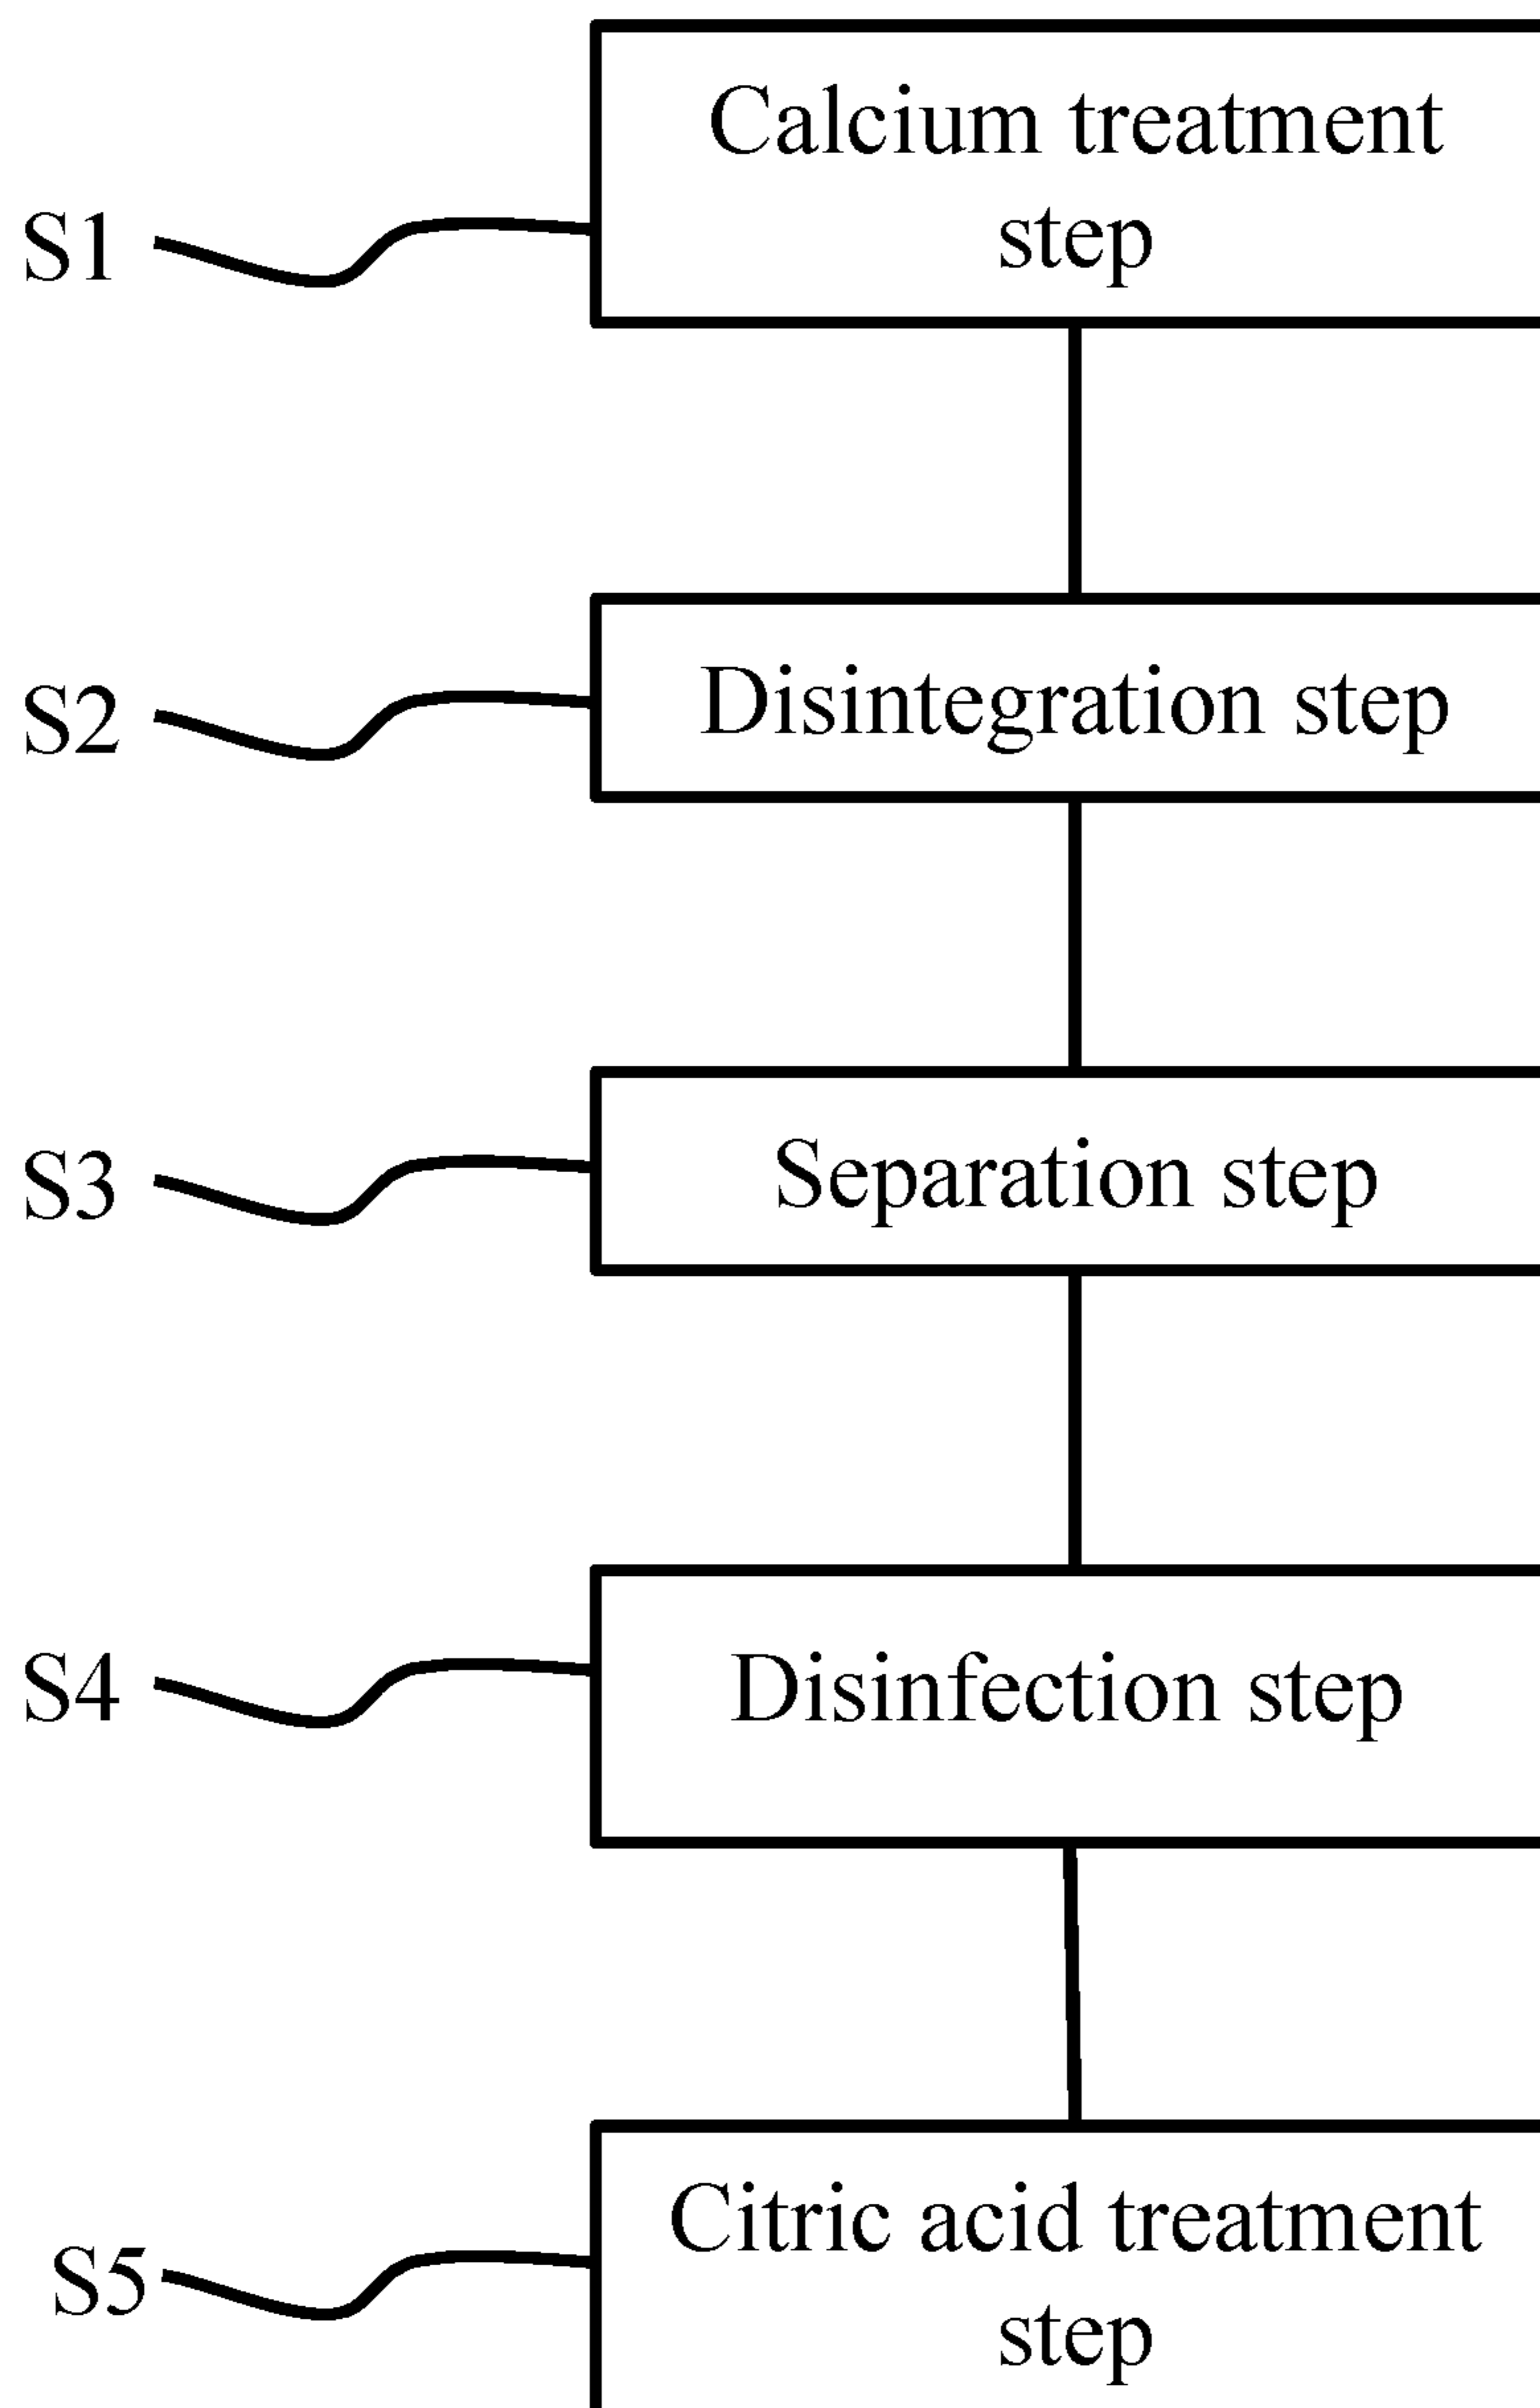 Calcium treatment
step
S1
Disintegration step
S2
Separation step
S3
Disinfection step
S4
Citric acid treatment
step
S5